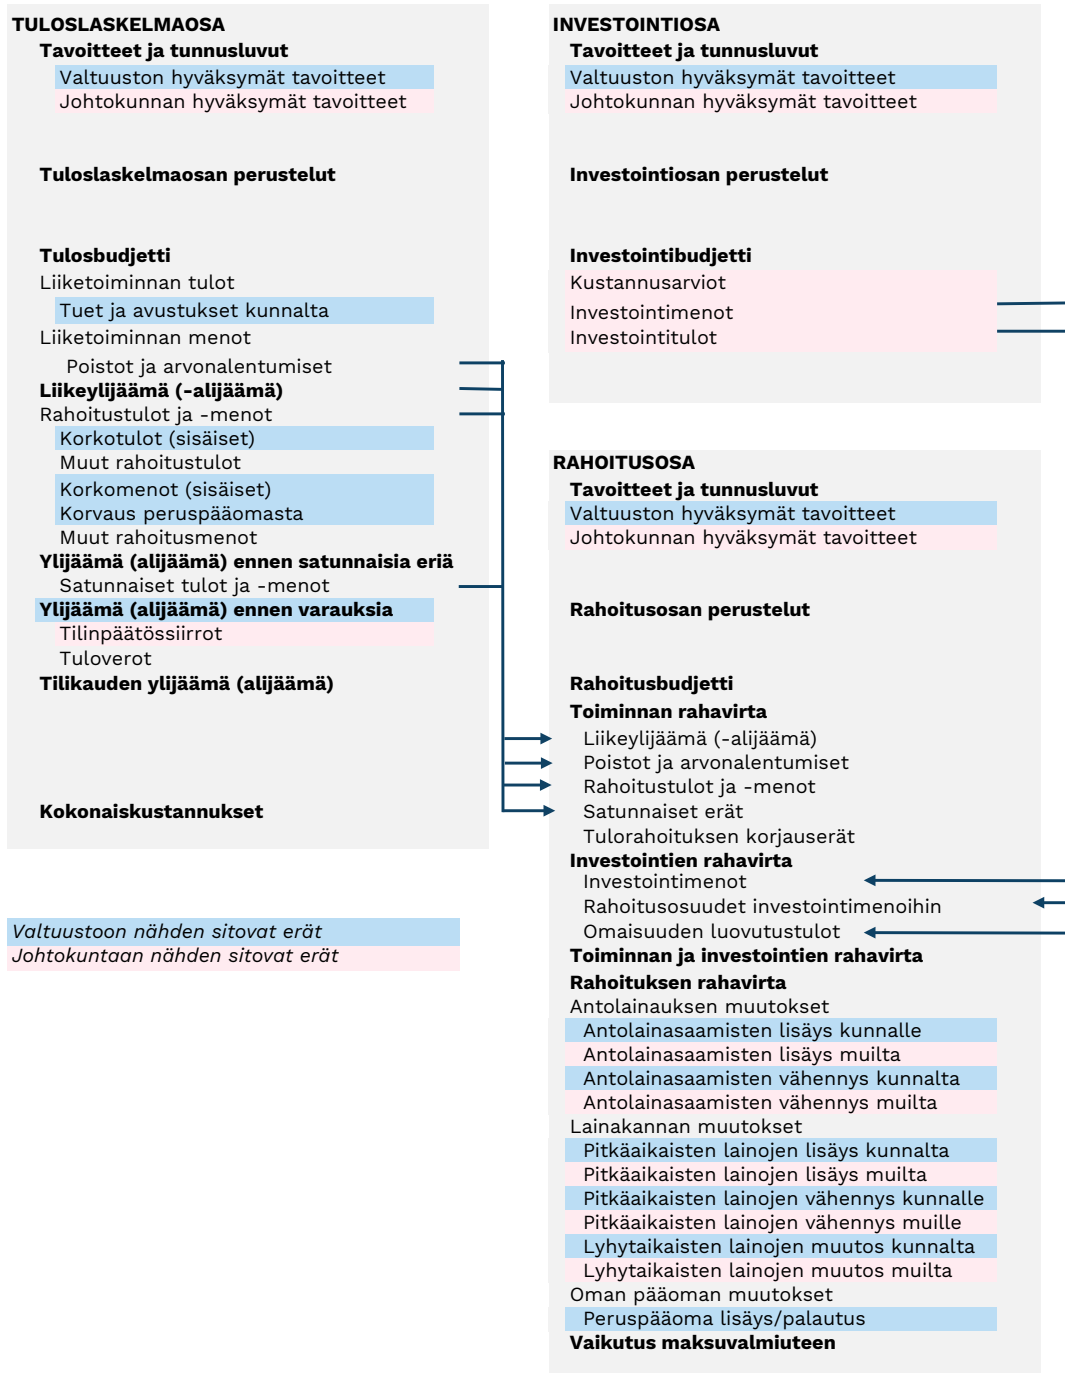 TULOSLASKELMAOSA
Tavoitteet ja tunnusluvut
Valtuuston hyväksymät tavoitteet
Johtokunnan hyväksymät tavoitteet
Tuloslaskelmaosan perustelut
Tulosbudjetti
Liiketoiminnan tulot
Tuet ja avustukset kunnalta
Liiketoiminnan menot
Poistot ja arvonalentumiset
Liikeylijäämä (-alijäämä)
Rahoitustulot ja -menot
Korkotulot (sisäiset)
Muut rahoitustulot
Korkomenot (sisäiset)
Korvaus peruspääomasta
Muut rahoitusmenot
Ylijäämä (alijäämä) ennen satunnaisia eriä
Satunnaiset tulot ja -menot
Ylijäämä (alijäämä) ennen varauksia
Tilinpäätössiirrot
Tuloverot
Tilikauden ylijäämä (alijäämä)
Kokonaiskustannukset
Valtuustoon nähden sitovat erät
Johtokuntaan nähden sitovat erät
INVESTOINTIOSA
Tavoitteet ja tunnusluvut
Valtuuston hyväksymät tavoitteet
Johtokunnan hyväksymät tavoitteet
Investointiosan perustelut
Investointibudjetti
Kustannusarviot
Investointimenot
Investointitulot
RAHOITUSOSA
Tavoitteet ja tunnusluvut
Valtuuston hyväksymät tavoitteet
Johtokunnan hyväksymät tavoitteet
Rahoitusosan perustelut
Rahoitusbudjetti
Toiminnan rahavirta
Liikeylijäämä (-alijäämä)
Poistot ja arvonalentumiset
Rahoitustulot ja -menot
Satunnaiset erät
Tulorahoituksen korjauserät
Investointien rahavirta
Investointimenot
Rahoitusosuudet investointimenoihin
Omaisuuden luovutustulot
Toiminnan ja investointien rahavirta
Rahoituksen rahavirta
Antolainauksen muutokset
Antolainasaamisten lisäys kunnalle
Antolainasaamisten lisäys muilta
Antolainasaamisten vähennys kunnalta
Antolainasaamisten vähennys muilta
Lainakannan muutokset
Pitkäaikaisten lainojen lisäys kunnalta
Pitkäaikaisten lainojen lisäys muilta
Pitkäaikaisten lainojen vähennys kunnalle
Pitkäaikaisten lainojen vähennys muille
Lyhytaikaisten lainojen muutos kunnalta
Lyhytaikaisten lainojen muutos muilta
Oman pääoman muutokset
Peruspääoma lisäys/palautus
Vaikutus maksuvalmiuteen